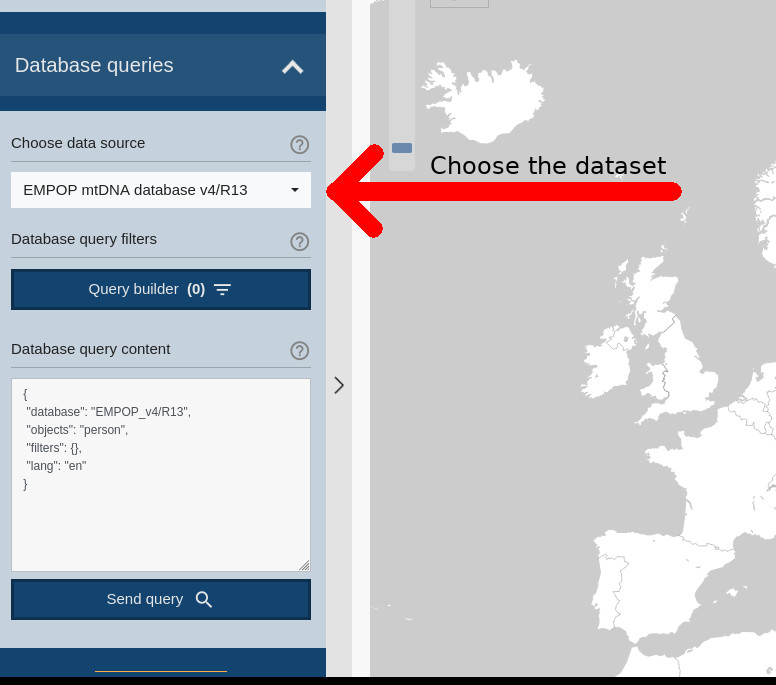 Database queries
Choose data source
EMPOP mtDNA database v4/R13
Choose the dataset
Database query filters
Query builder (0)
Database query content
{
"database": "EMPOP_v4/R13",
"objects": "person",
"filters": {},
"lang": "en"
}
Send query